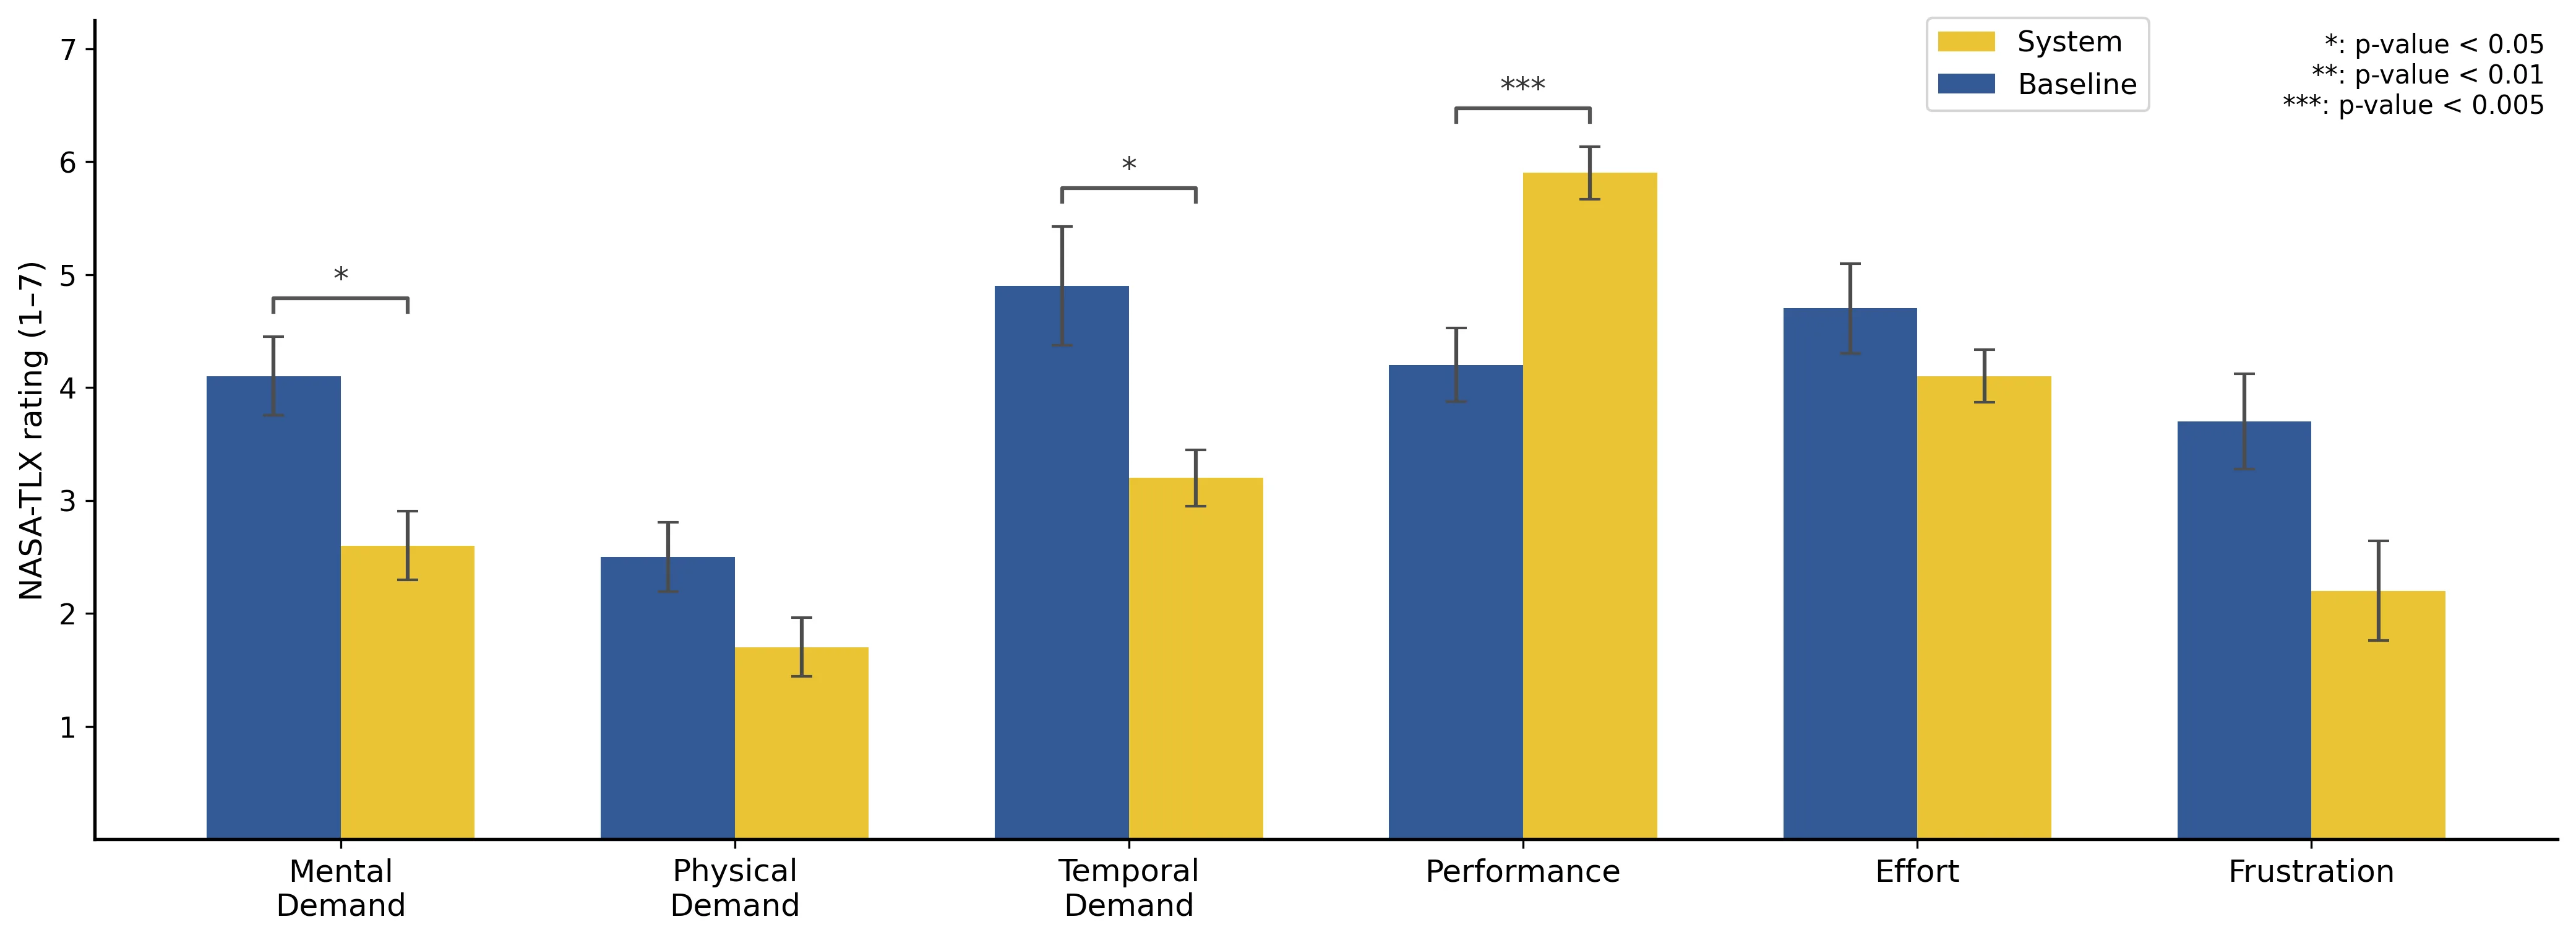 NASA-TLX rating (1–7)
7
6
5
4
3
2
1
*
*
***
System
Baseline
*: p-value < 0.05
**: p-value < 0.01
***: p-value < 0.005
Mental
Demand
Physical
Demand
Temporal
Demand
Performance
Effort
Frustration